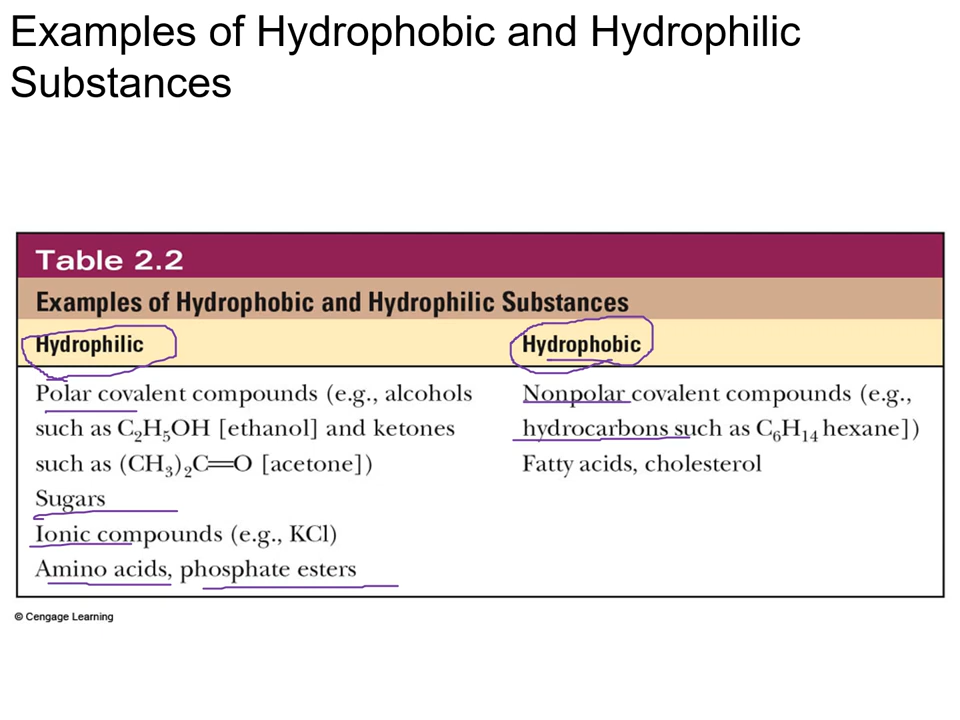 Examples of Hydrophobic and Hydrophilic
Substances
Table 2.2
Examples of Hydrophobic and Hydrophilic Substances
Hydrophilic
Hydrophobic
Polar covalent compounds (e.g., alcohols
such as C₂H₅OH [ethanol] and ketones
such as (CH₃)₂C=O [acetone])
Sugars
Ionic compounds (e.g., KCl)
Amino acids, phosphate esters
Nonpolar covalent compounds (e.g.,
hydrocarbons such as C₆H₁₄ hexane])
Fatty acids, cholesterol
© Cengage Learning